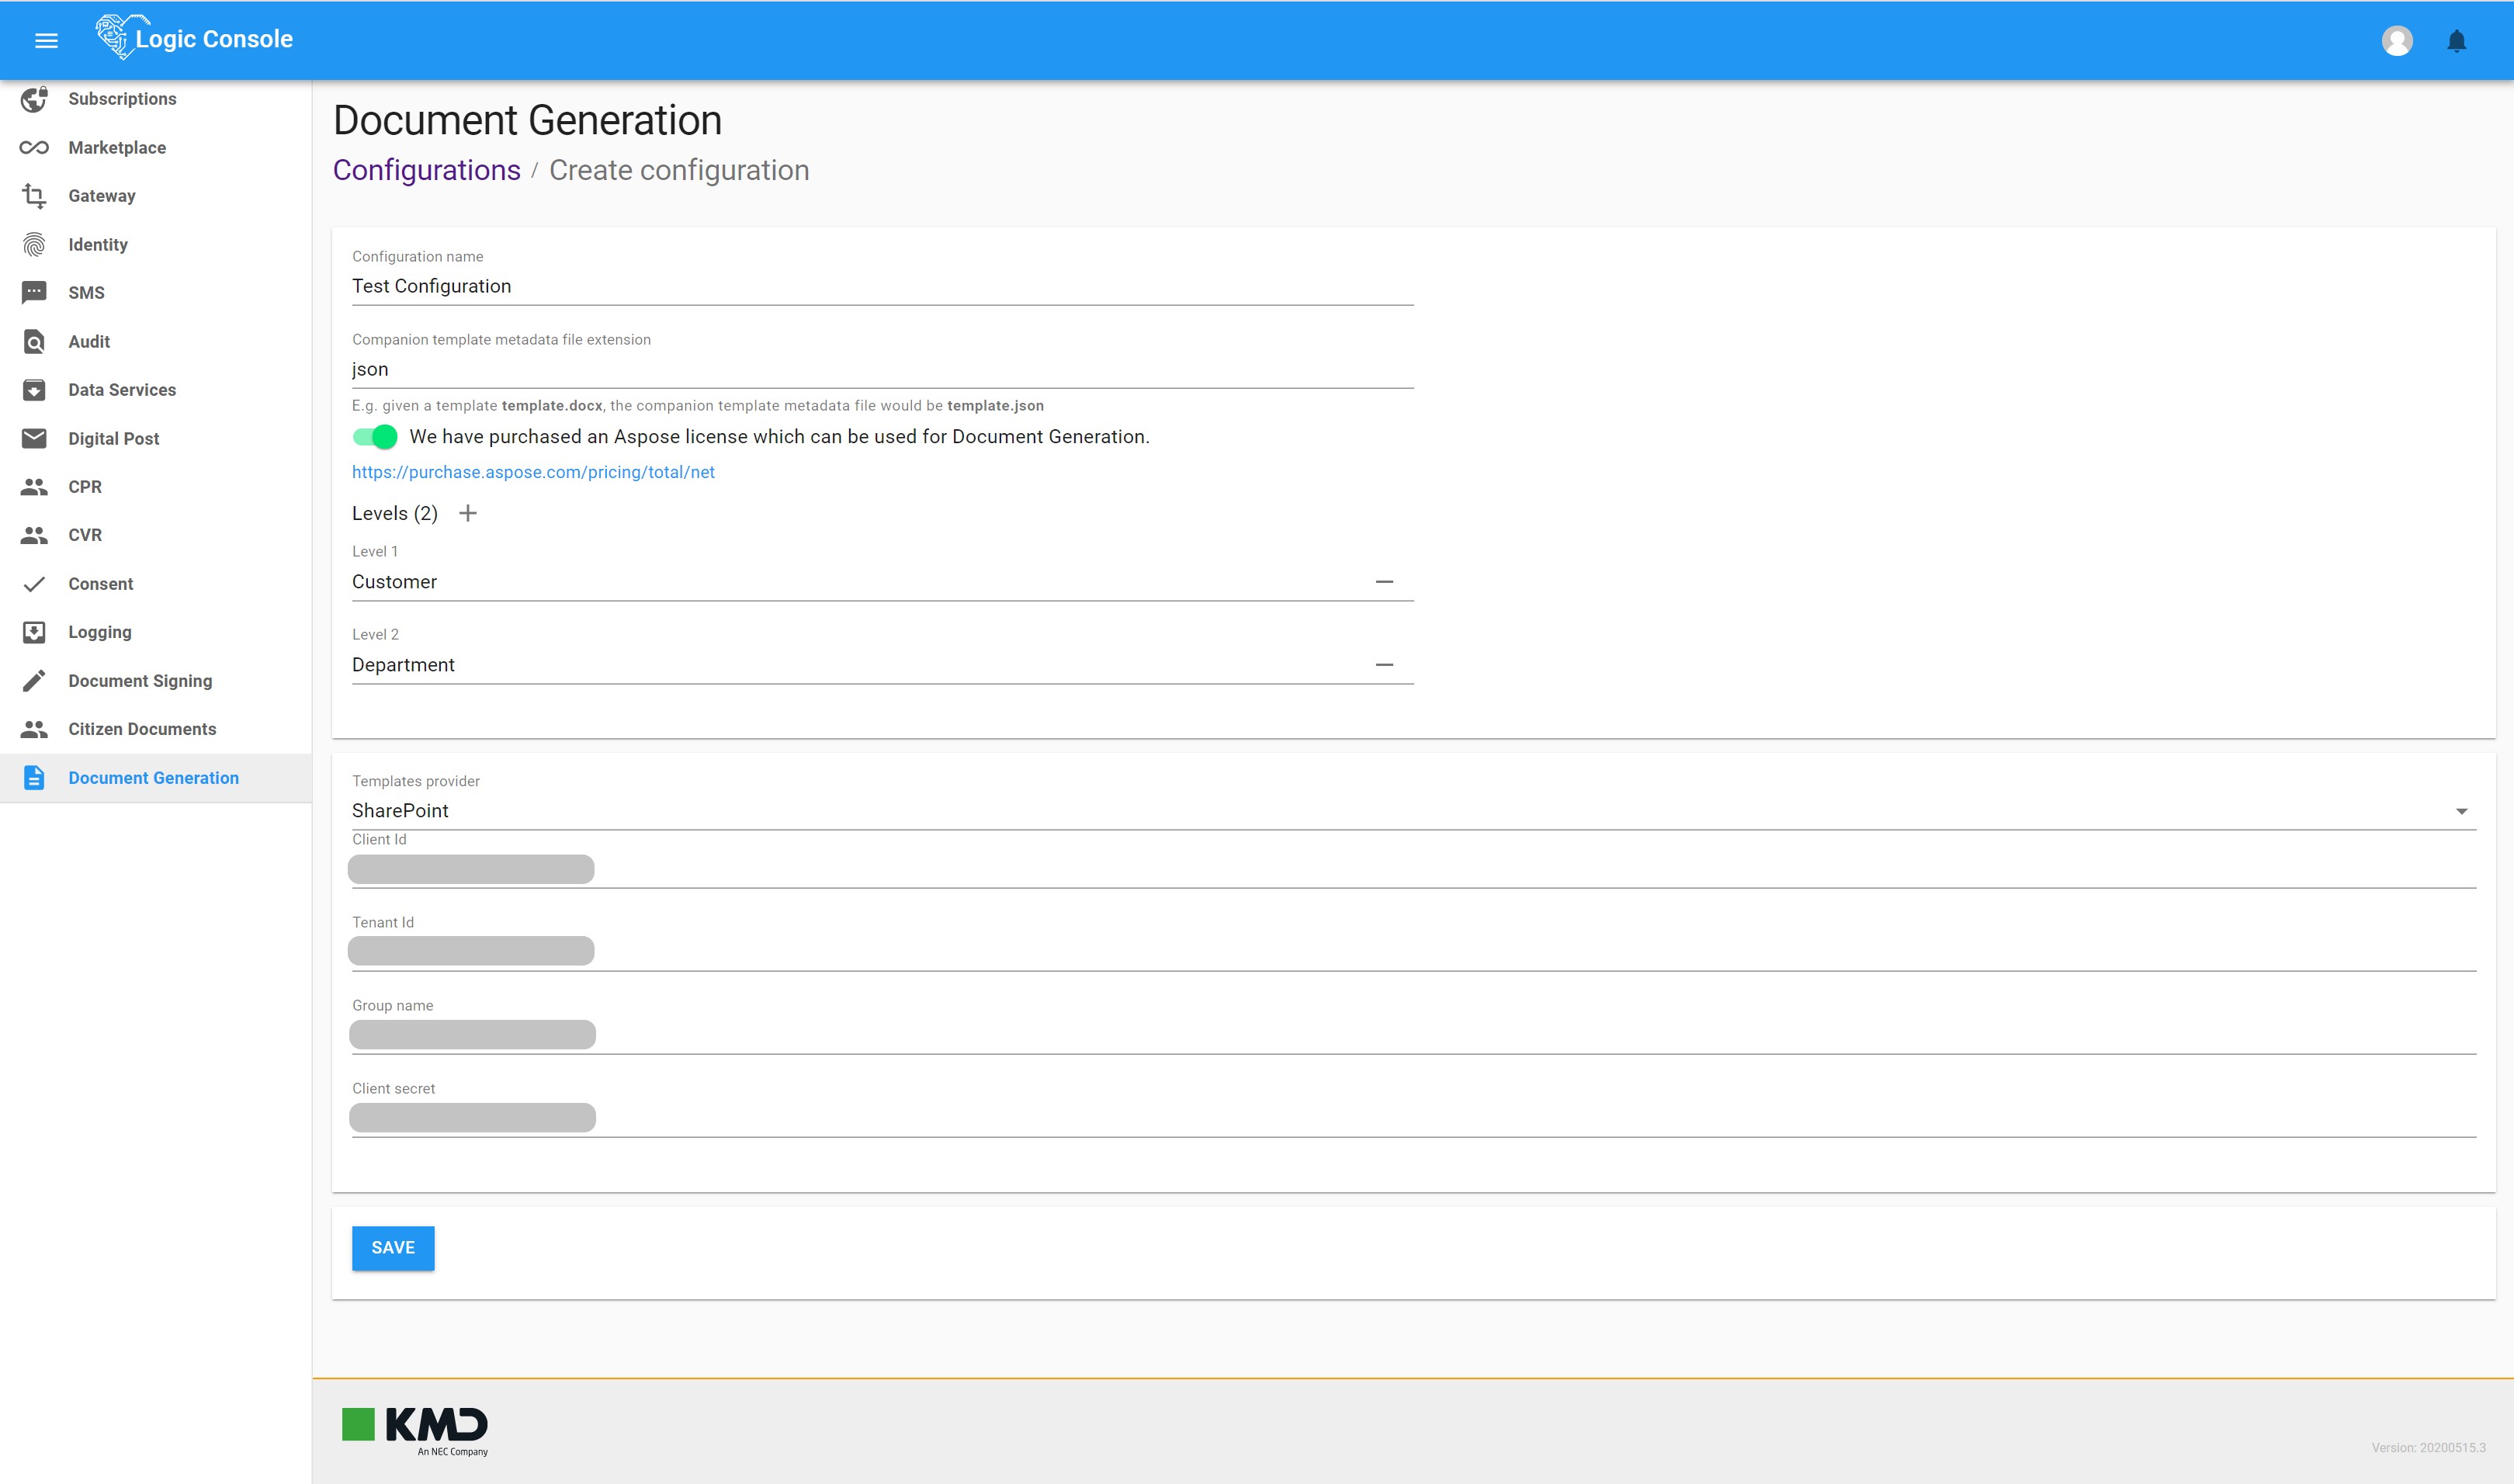 Logic Console
Subscriptions
Marketplace
Gateway
Identity
SMS
Audit
Data Services
Digital Post
CPR
CVR
Consent
Logging
Document Signing
Citizen Documents
Document Generation
Document Generation
Configurations / Create configuration
Configuration name
Test Configuration
Companion template metadata file extension
json
E.g. given a template template.docx, the companion template metadata file would be template.json
We have purchased an Aspose license which can be used for Document Generation.
https://purchase.aspose.com/pricing/total/net
Levels (2)
Level 1
Customer
Level 2
Department
Templates provider
SharePoint
Client Id
Tenant Id
Group name
Client secret
SAVE
KMD
An NEC Company
Version: 20200515.3